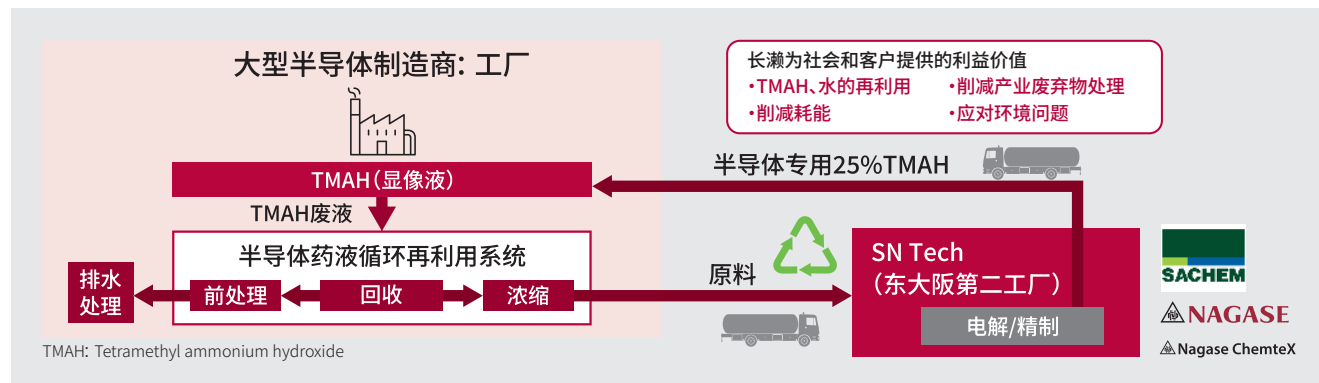 大型半导体制造商: 工厂
TMAH（显像液）
TMAH废液
半导体药液循环再利用系统
排水
处理
前处理
回收
浓缩
TMAH: Tetramethyl ammonium hydroxide
长濑为社会和客户提供的利益价值
·TMAH、水的再利用
·削减产业废弃物处理
·削减耗能
·应对环境问题
半导体专用25%TMAH
原料
SN Tech
（东大阪第二工厂）
电解/精制
SACHEM
NAGASE
Nagase ChemteX